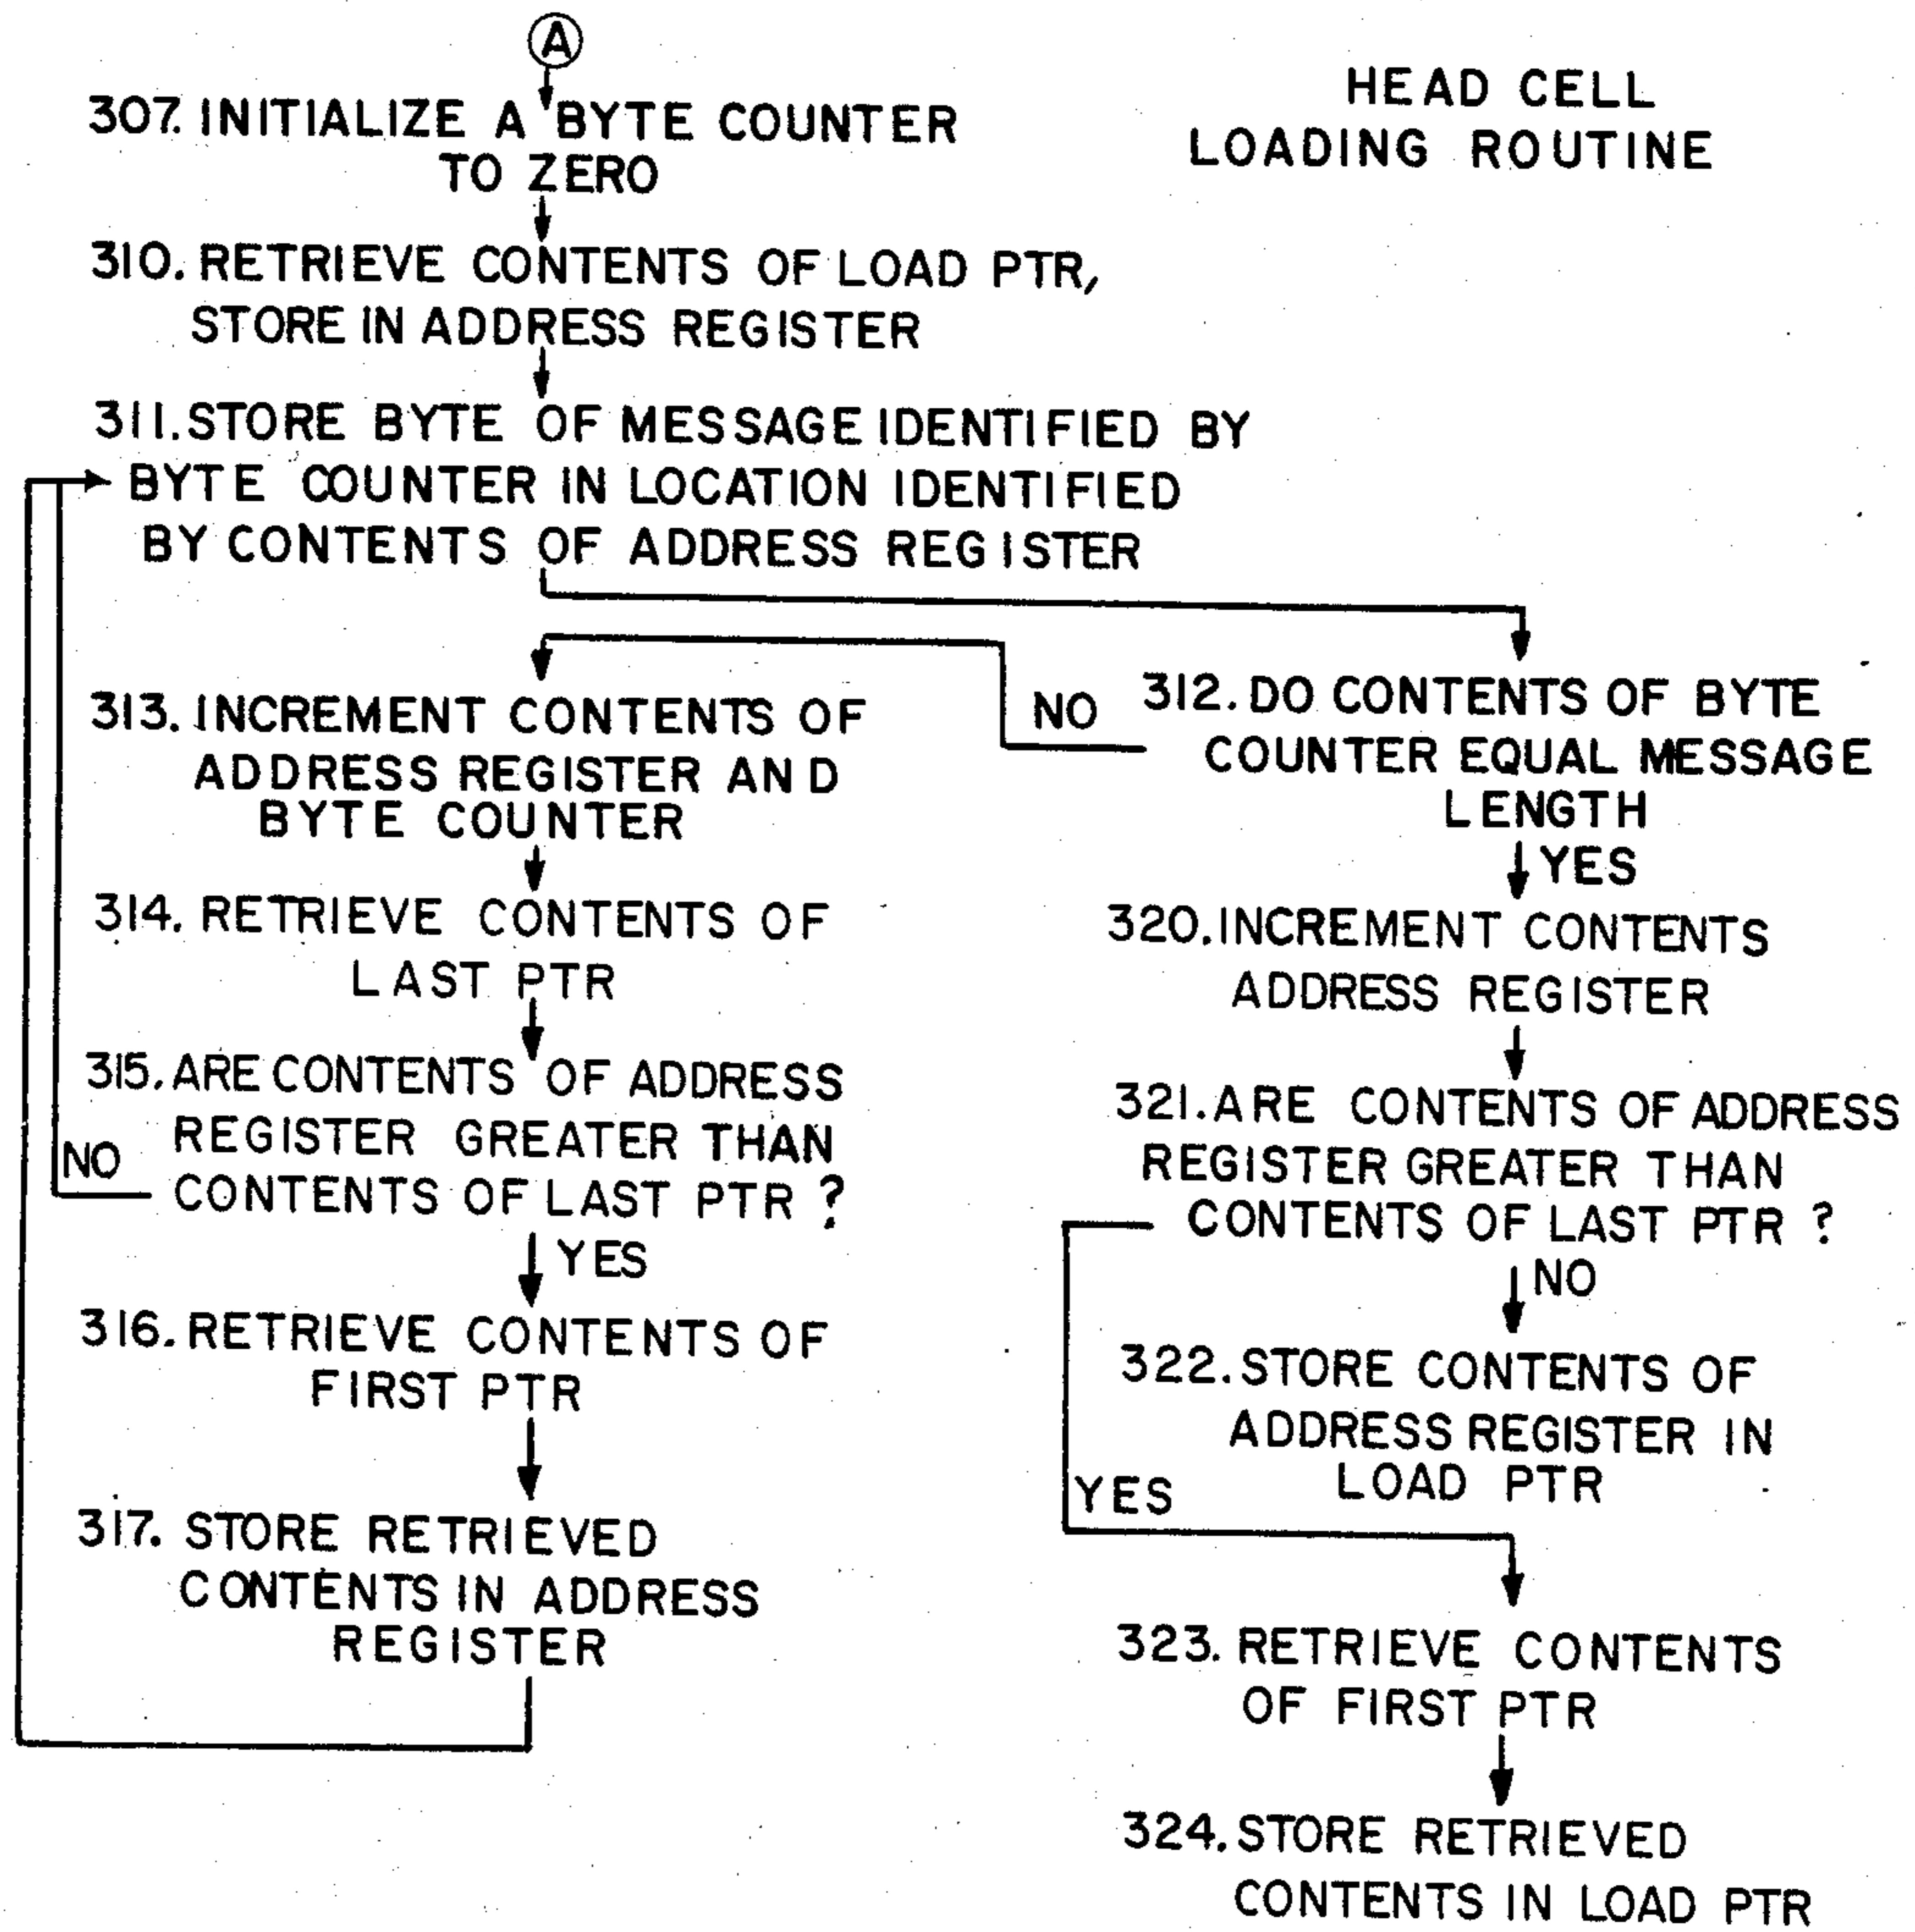 A
HEAD CELL
LOADING ROUTINE
307. INITIALIZE A BYTE COUNTER
TO ZERO
310. RETRIEVE CONTENTS OF LOAD PTR,
STORE IN ADDRESS REGISTER
311. STORE BYTE OF MESSAGE IDENTIFIED BY
BYTE COUNTER IN LOCATION IDENTIFIED
BY CONTENTS OF ADDRESS REGISTER
312. DO CONTENTS OF BYTE
COUNTER EQUAL MESSAGE
LENGTH
NO
YES
313. INCREMENT CONTENTS OF
ADDRESS REGISTER AND
BYTE COUNTER
314. RETRIEVE CONTENTS OF
LAST PTR
315. ARE CONTENTS OF ADDRESS
REGISTER GREATER THAN
CONTENTS OF LAST PTR ?
NO
YES
316. RETRIEVE CONTENTS OF
FIRST PTR
317. STORE RETRIEVED
CONTENTS IN ADDRESS
REGISTER
320. INCREMENT CONTENTS
ADDRESS REGISTER
321. ARE CONTENTS OF ADDRESS
REGISTER GREATER THAN
CONTENTS OF LAST PTR ?
NO
YES
322. STORE CONTENTS OF
ADDRESS REGISTER IN
LOAD PTR
323. RETRIEVE CONTENTS
OF FIRST PTR
324. STORE RETRIEVED
CONTENTS IN LOAD PTR